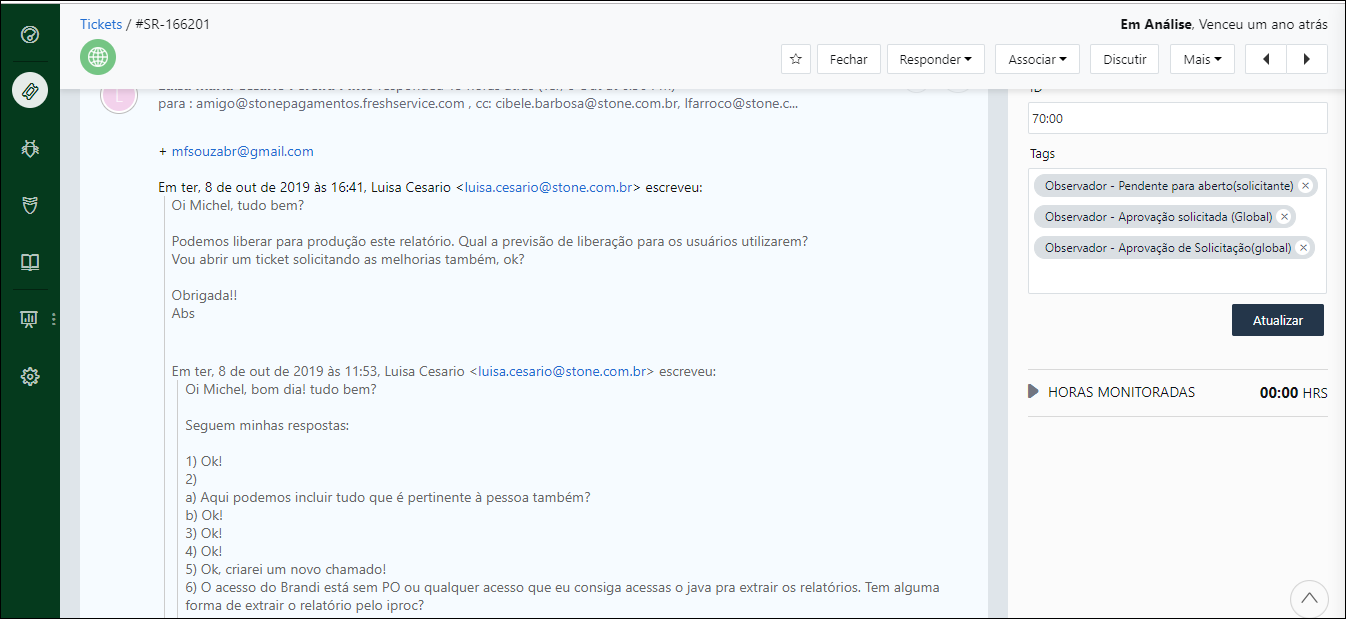 Tickets / #SR-166201
Em Análise, Venceu um ano atrás
Fechar
Responder
Associar
Discutir
Mais
L
para : amigo@stonepagamentos.freshservice.com , cc: cibele.barbosa@stone.com.br, lfarroco@stone.c...
+ mfsouzabr@gmail.com
Em ter, 8 de out de 2019 às 16:41, Luisa Cesario <luisa.cesario@stone.com.br> escreveu:
Oi Michel, tudo bem?
Podemos liberar para produção este relatório. Qual a previsão de liberação para os usuários utilizarem?
Vou abrir um ticket solicitando as melhorias também, ok?
Obrigada!!
Abs
Em ter, 8 de out de 2019 às 11:53, Luisa Cesario <luisa.cesario@stone.com.br> escreveu:
Oi Michel, bom dia! tudo bem?
Seguem minhas respostas:
1) Ok!
2)
a) Aqui podemos incluir tudo que é pertinente à pessoa também?
b) Ok!
3) Ok!
4) Ok!
5) Ok, criarei um novo chamado!
6) O acesso do Brandi está sem PO ou qualquer acesso que eu consiga acessas o java pra extrair os relatórios. Tem alguma
forma de extrair o relatório pelo iproc?
ID
70:00
Tags
Observador - Pendente para aberto(solicitante)
Observador - Aprovação solicitada (Global)
Observador - Aprovação de Solicitação(global)
Atualizar
HORAS MONITORADAS 00:00 HRS